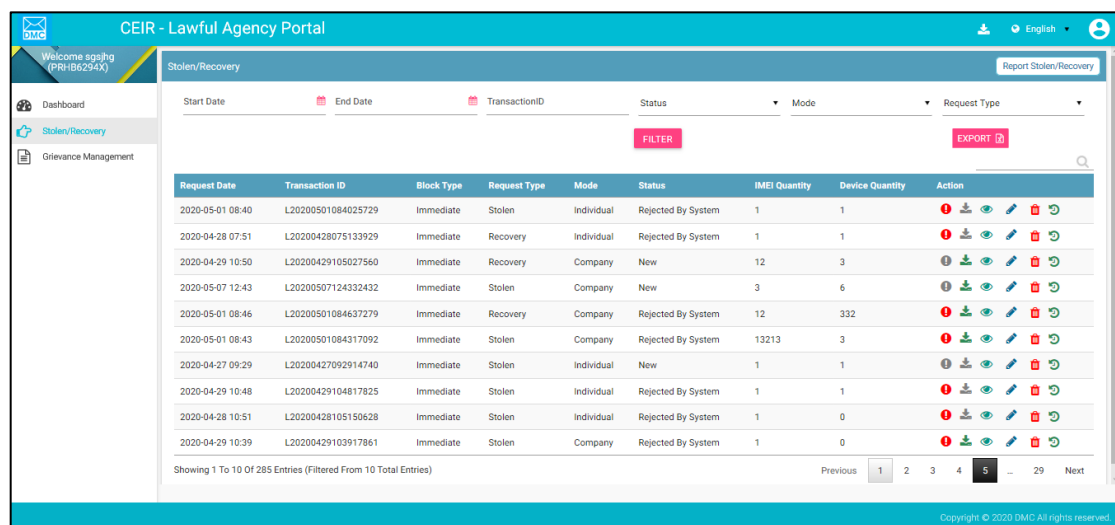 DMC CEIR - Lawful Agency Portal English
Welcome sgsjhg
(PRHB6294X)
Stolen/Recovery Report Stolen/Recovery
Dashboard
Stolen/Recovery
Grievance Management
Start Date End Date TransactionID Status Mode Request Type
FILTER EXPORT
Request Date Transaction ID Block Type Request Type Mode Status IMEI Quantity Device Quantity Action
2020-05-01 08:40 L20200501084025729 Immediate Stolen Individual Rejected By System 1 1
2020-04-28 07:51 L20200428075133929 Immediate Recovery Individual Rejected By System 1 1
2020-04-29 10:50 L20200429105027560 Immediate Recovery Company New 12 3
2020-05-07 12:43 L20200507124332432 Immediate Stolen Company New 3 6
2020-05-01 08:46 L20200501084637279 Immediate Recovery Company Rejected By System 12 332
2020-05-01 08:43 L20200501084317092 Immediate Stolen Company Rejected By System 13213 3
2020-04-27 09:29 L20200427092914740 Immediate Stolen Individual New 1 1
2020-04-29 10:48 L20200429104817825 Immediate Stolen Individual Rejected By System 1 1
2020-04-28 10:51 L20200428105150628 Immediate Stolen Individual Rejected By System 1 0
2020-04-29 10:39 L20200429103917861 Immediate Stolen Company Rejected By System 1 0
Showing 1 To 10 Of 285 Entries (Filtered From 10 Total Entries) Previous 1 2 3 4 5 ... 29 Next
Copyright © 2020 DMC All rights reserved.